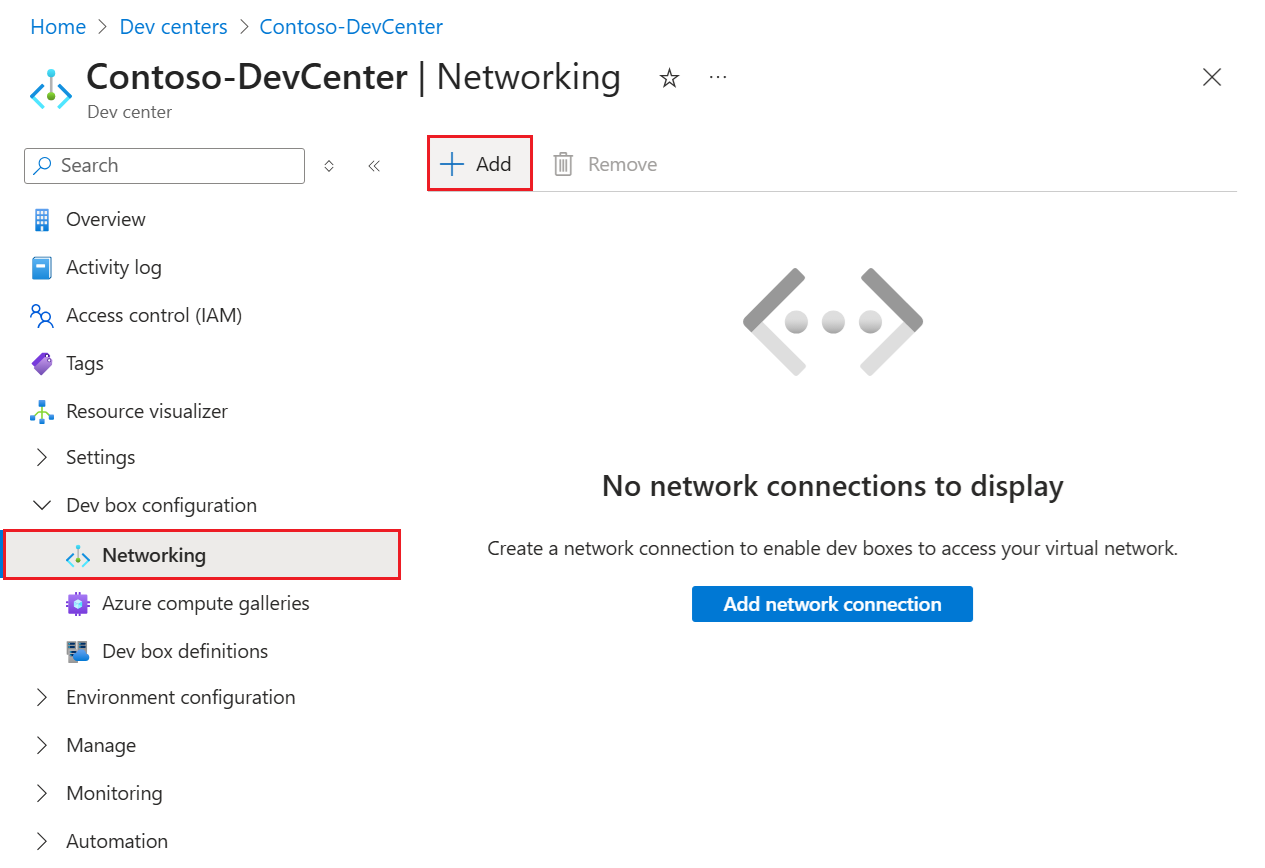 Home > Dev centers > Contoso-DevCenter
Contoso-DevCenter | Networking
Dev center
Search
Add
Remove
Overview
Activity log
Access control (IAM)
Tags
Resource visualizer
Settings
Dev box configuration
Networking
Azure compute galleries
Dev box definitions
Environment configuration
Manage
Monitoring
Automation
No network connections to display
Create a network connection to enable dev boxes to access your virtual network.
Add network connection